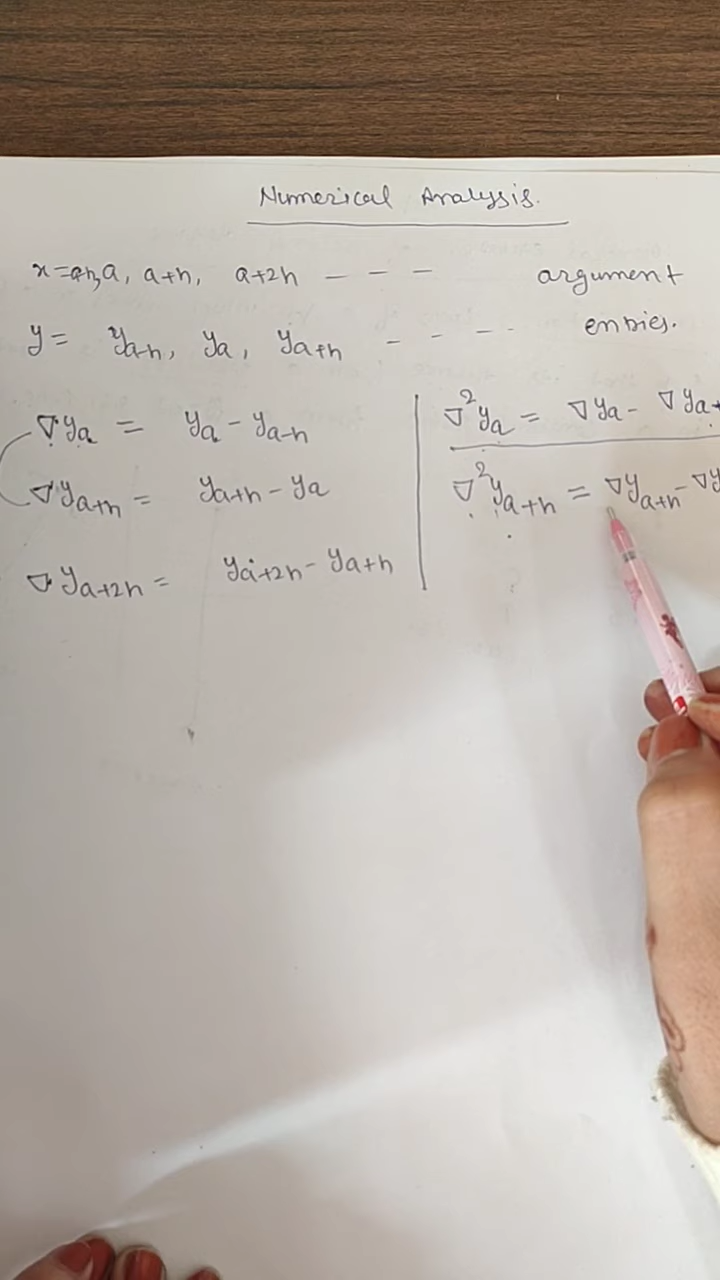 Numerical Analysis.
x = a-h, a, a+h, a+2h - - - argument
y = y_{a-h}, y_a, y_{a+h} - - - - entries.
∇y_a = y_a - y_{a-h}
∇y_{a+h} = y_{a+h} - y_a
∇y_{a+2h} = y_{a+2h} - y_{a+h}
∇²y_a = ∇y_a - ∇y_a
∇²y_{a+h} = ∇y_{a+h} - ∇y